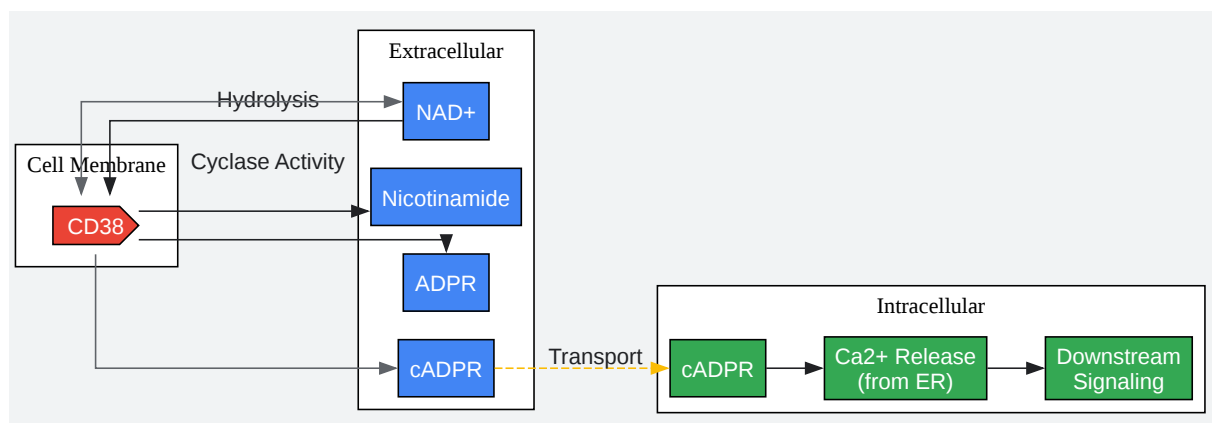 Extracellular
Hydrolysis
NAD+
Cell Membrane
Cyclase Activity
Nicotinamide
CD38
ADPR
Intracellular
cADPR
Transport
cADPR
Ca2+ Release
(from ER)
Downstream
Signaling